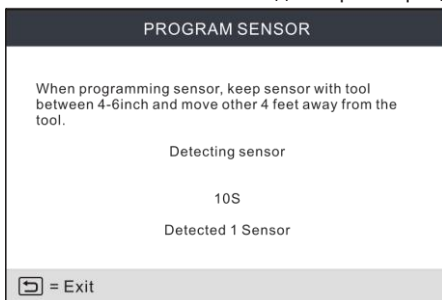 PROGRAM SENSOR
When programming sensor, keep sensor with tool
between 4-6inch and move other 4 feet away from the
tool.
Detecting sensor
10S
Detected 1 Sensor
= Exit